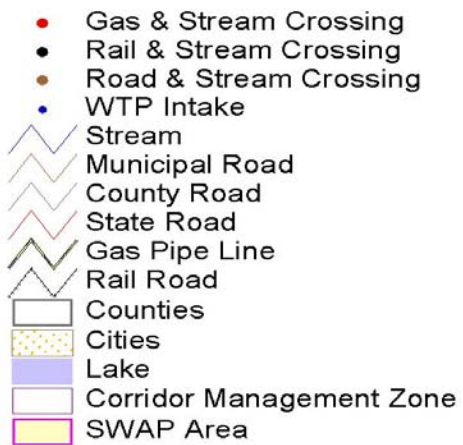 Gas & Stream Crossing
Rail & Stream Crossing
Road & Stream Crossing
WTP Intake
Stream
Municipal Road
County Road
State Road
Gas Pipe Line
Rail Road
Counties
Cities
Lake
Corridor Management Zone
SWAP Area